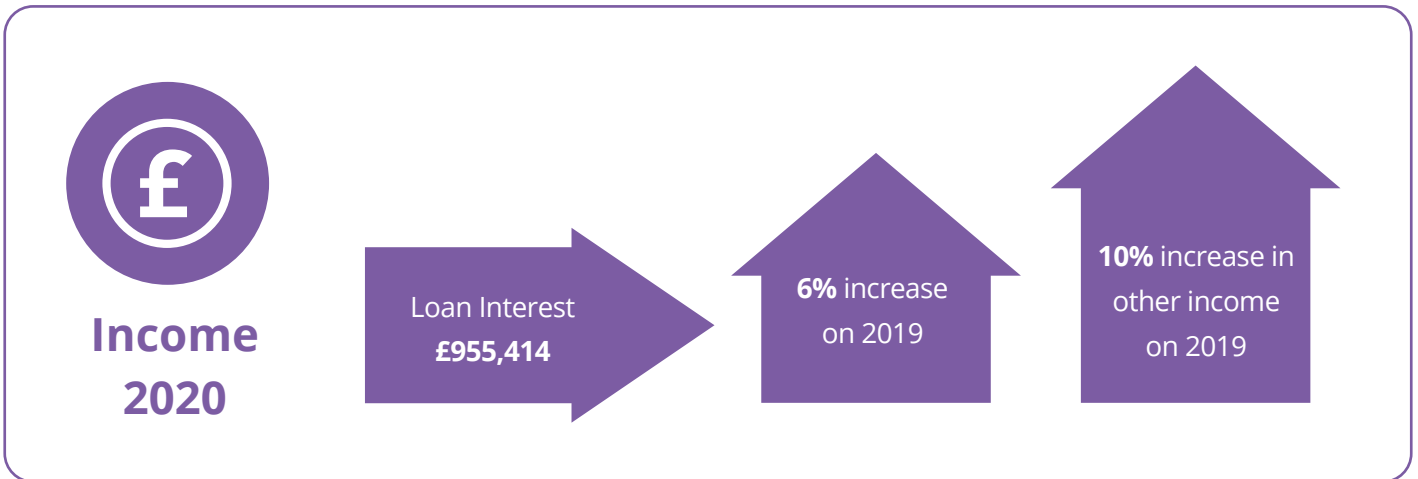 £
Income
2020
Loan Interest
£955,414
6% increase
on 2019
10% increase in
other income
on 2019